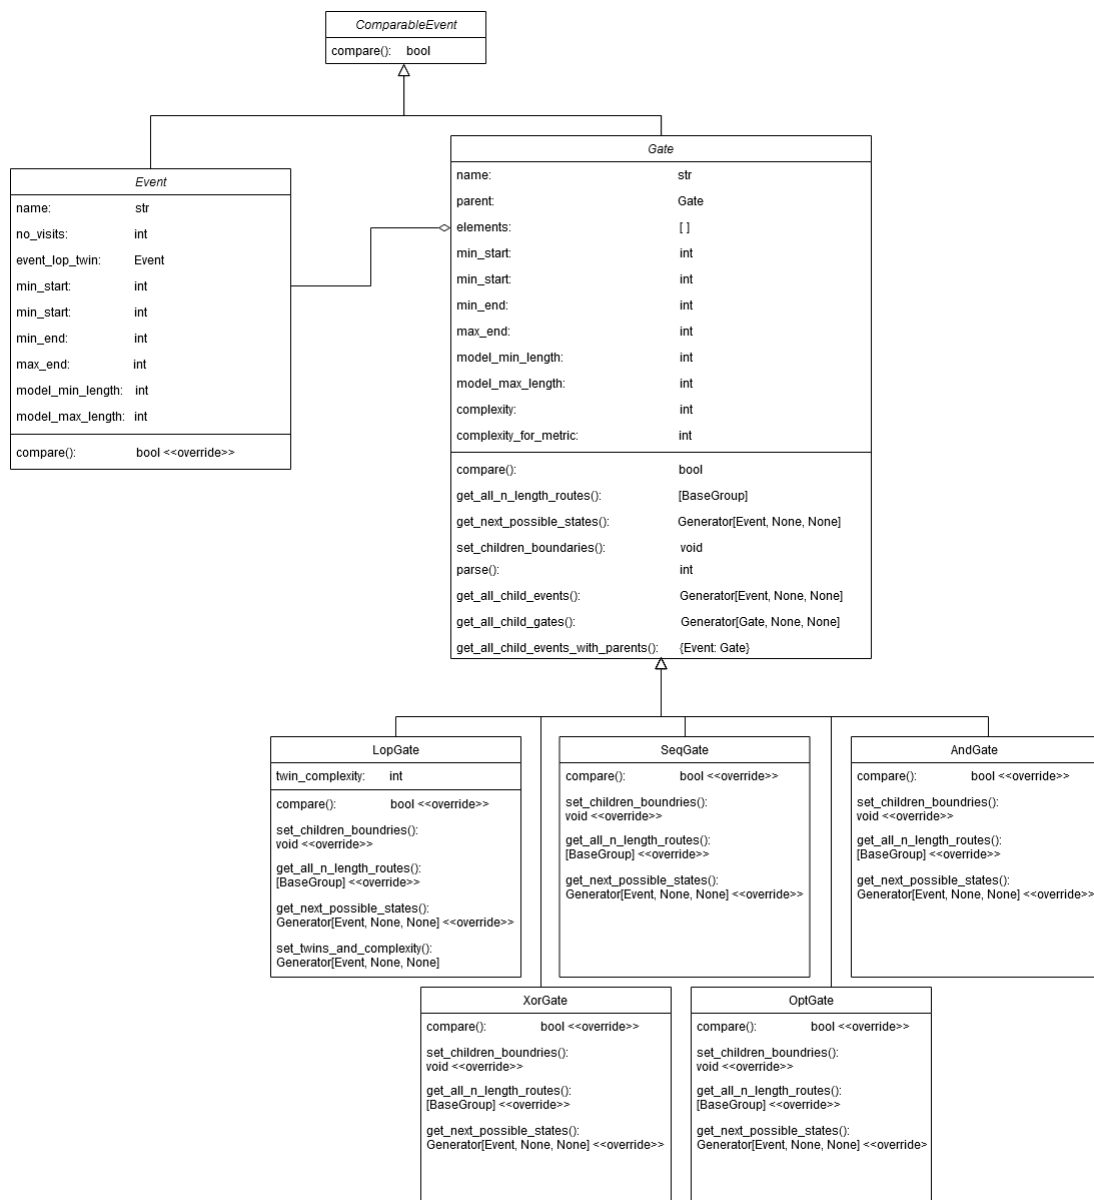 ComparableEvent
compare(): bool
Event
name: str
no_visits: int
event_lop_twin: Event
min_start: int
min_start: int
min_end: int
max_end: int
model_min_length: int
model_max_length: int
compare(): bool <<override>>
Gate
name: str
parent: Gate
elements: [ ]
min_start: int
min_start: int
min_end: int
max_end: int
model_min_length: int
model_max_length: int
complexity: int
complexity_for_metric: int
compare(): bool
get_all_n_length_routes(): [BaseGroup]
get_next_possible_states(): Generator[Event, None, None]
set_children_boundaries(): void
parse(): int
get_all_child_events(): Generator[Event, None, None]
get_all_child_gates(): Generator[Gate, None, None]
get_all_child_events_with_parents(): {Event: Gate}
LopGate
twin_complexity: int
compare(): bool <<override>>
set_children_boundries():
void <<override>>
get_all_n_length_routes():
[BaseGroup] <<override>>
get_next_possible_states():
Generator[Event, None, None] <<override>>
set_twins_and_complexity():
Generator[Event, None, None]
SeqGate
compare(): bool <<override>>
set_children_boundries():
void <<override>>
get_all_n_length_routes():
[BaseGroup] <<override>>
get_next_possible_states():
Generator[Event, None, None] <<override>>
AndGate
compare(): bool <<override>>
set_children_boundries():
void <<override>>
get_all_n_length_routes():
[BaseGroup] <<override>>
get_next_possible_states():
Generator[Event, None, None] <<override>>
XorGate
compare(): bool <<override>>
set_children_boundries():
void <<override>>
get_all_n_length_routes():
[BaseGroup] <<override>>
get_next_possible_states():
Generator[Event, None, None] <<override>>
OptGate
compare(): bool <<override>>
set_children_boundries():
void <<override>>
get_all_n_length_routes():
[BaseGroup] <<override>>
get_next_possible_states():
Generator[Event, None, None] <<override>